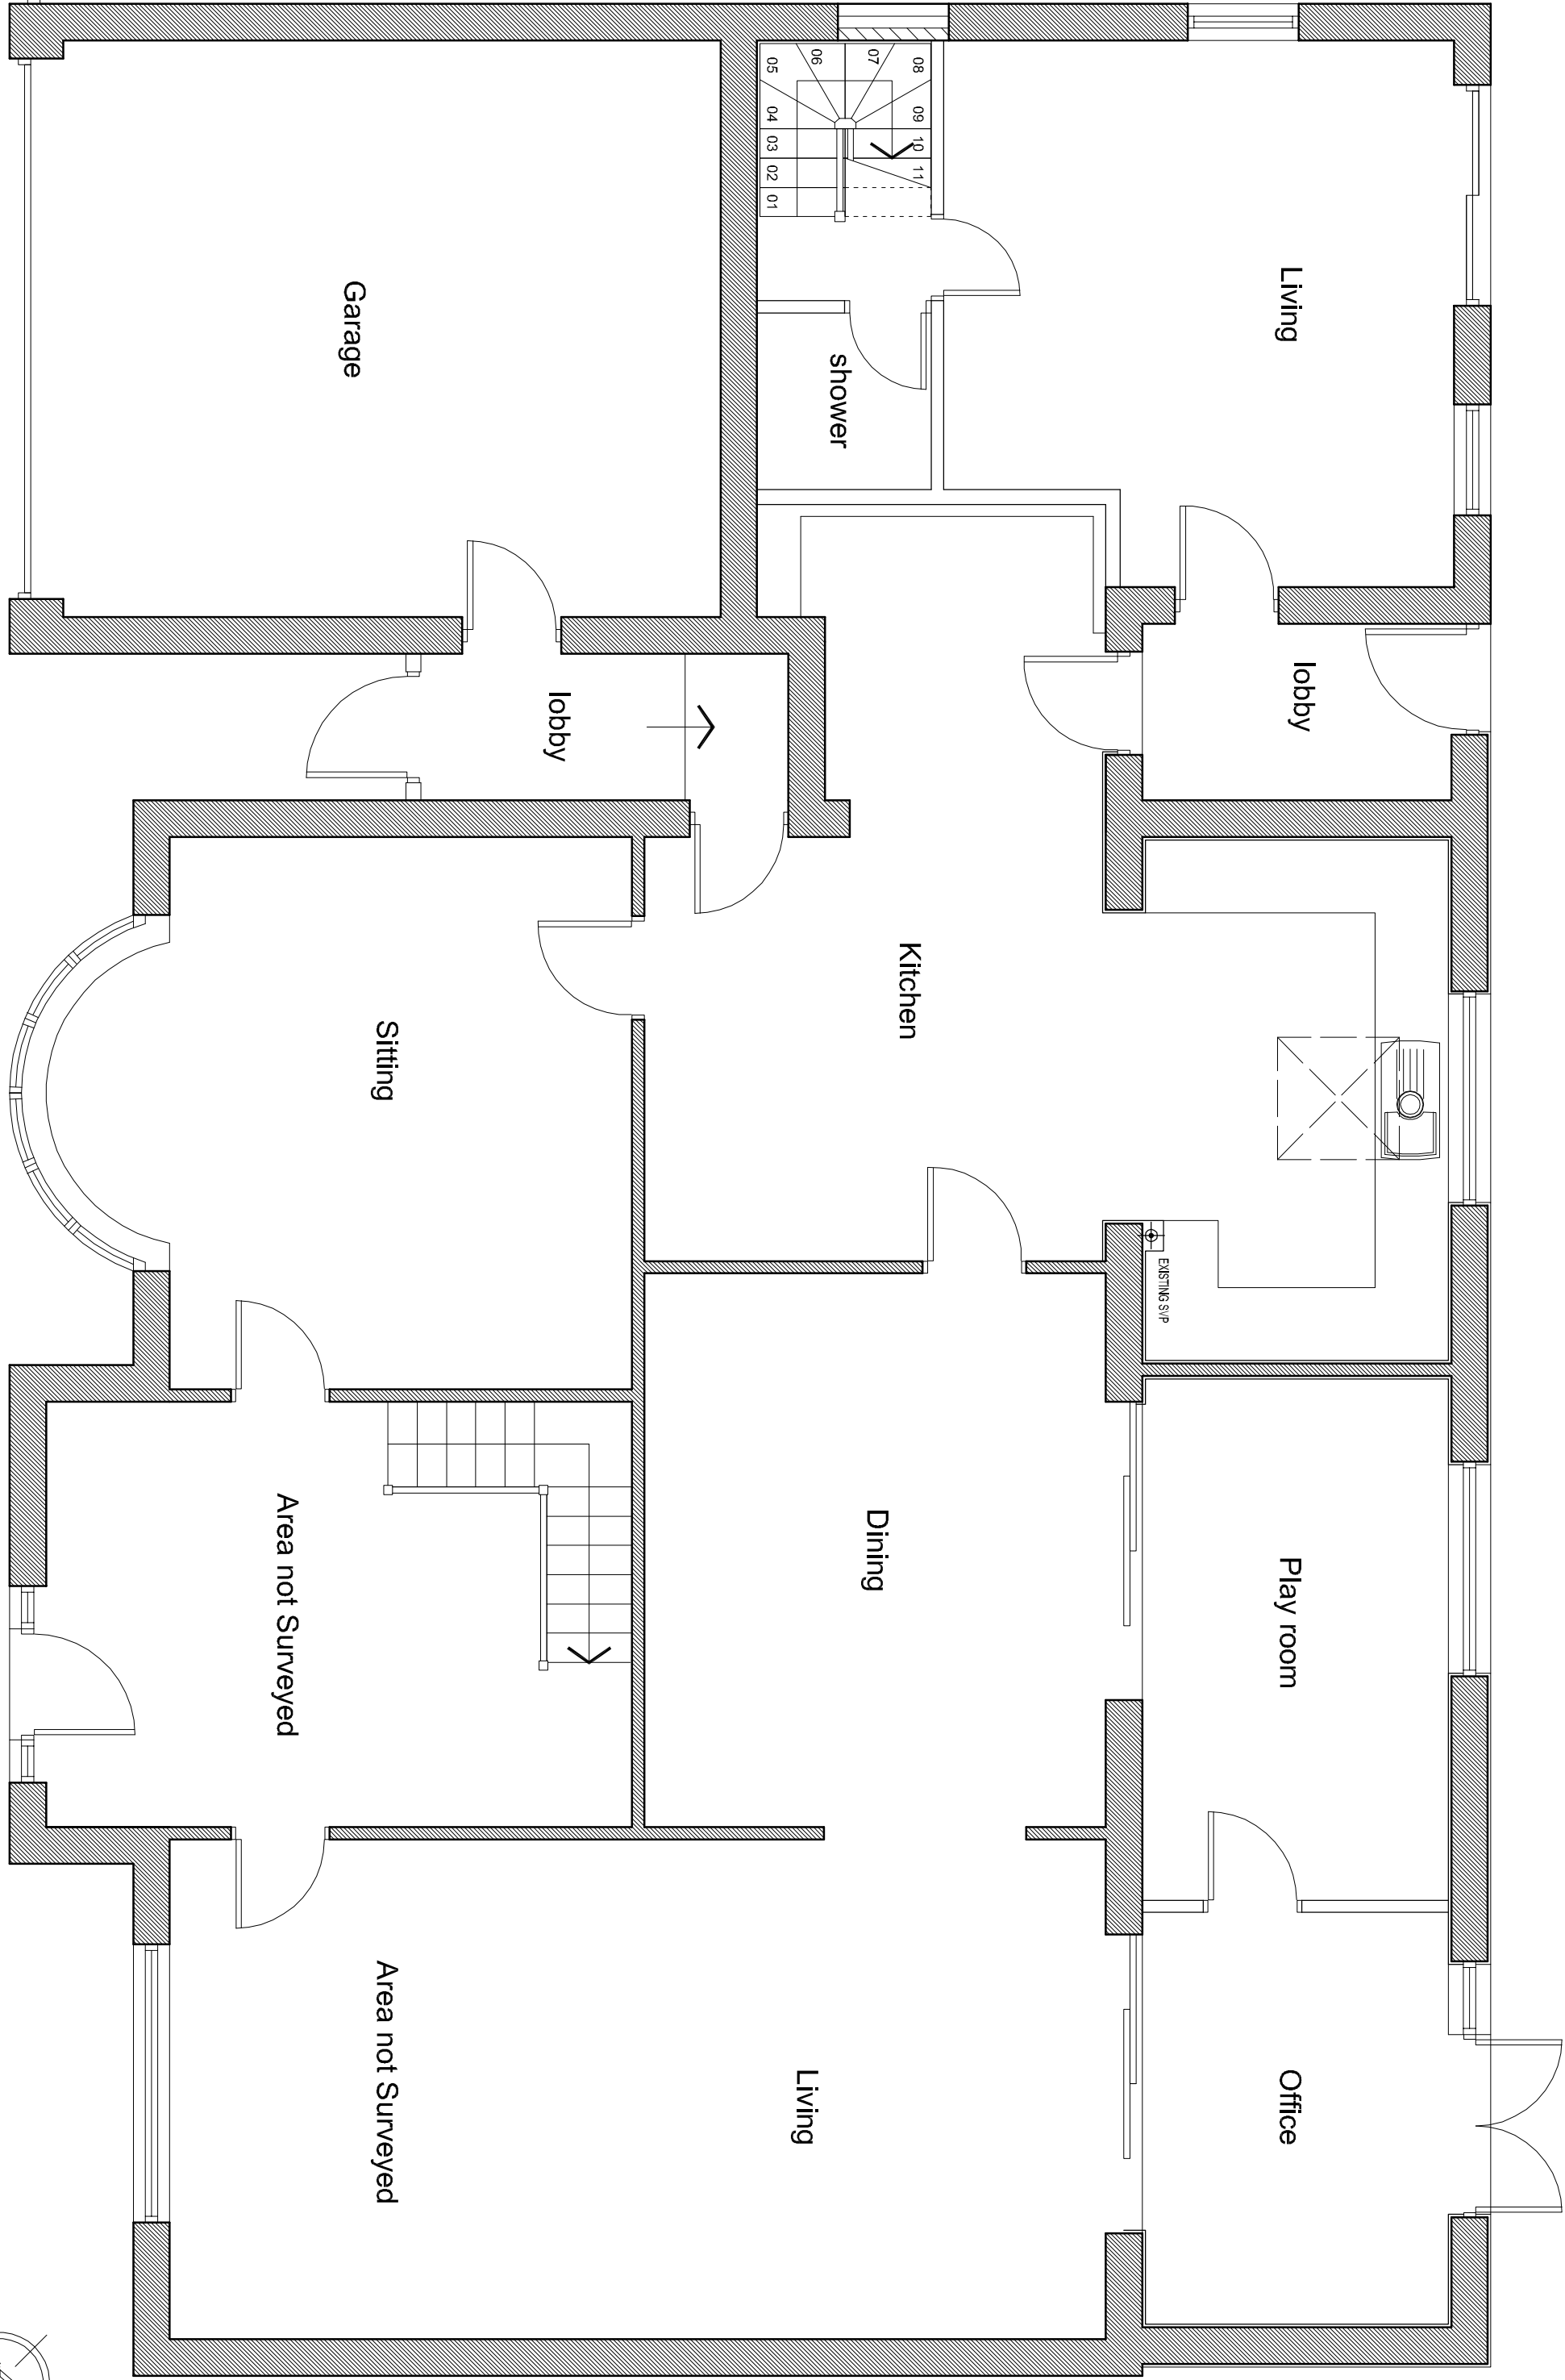 Living
lobby
Play room
Office
EXISTING SVP
08
09
10
11
07
06
05
04
03
02
01
shower
Kitchen
Dining
Living
lobby
Garage
Sitting
Area not Surveyed
Area not Surveyed